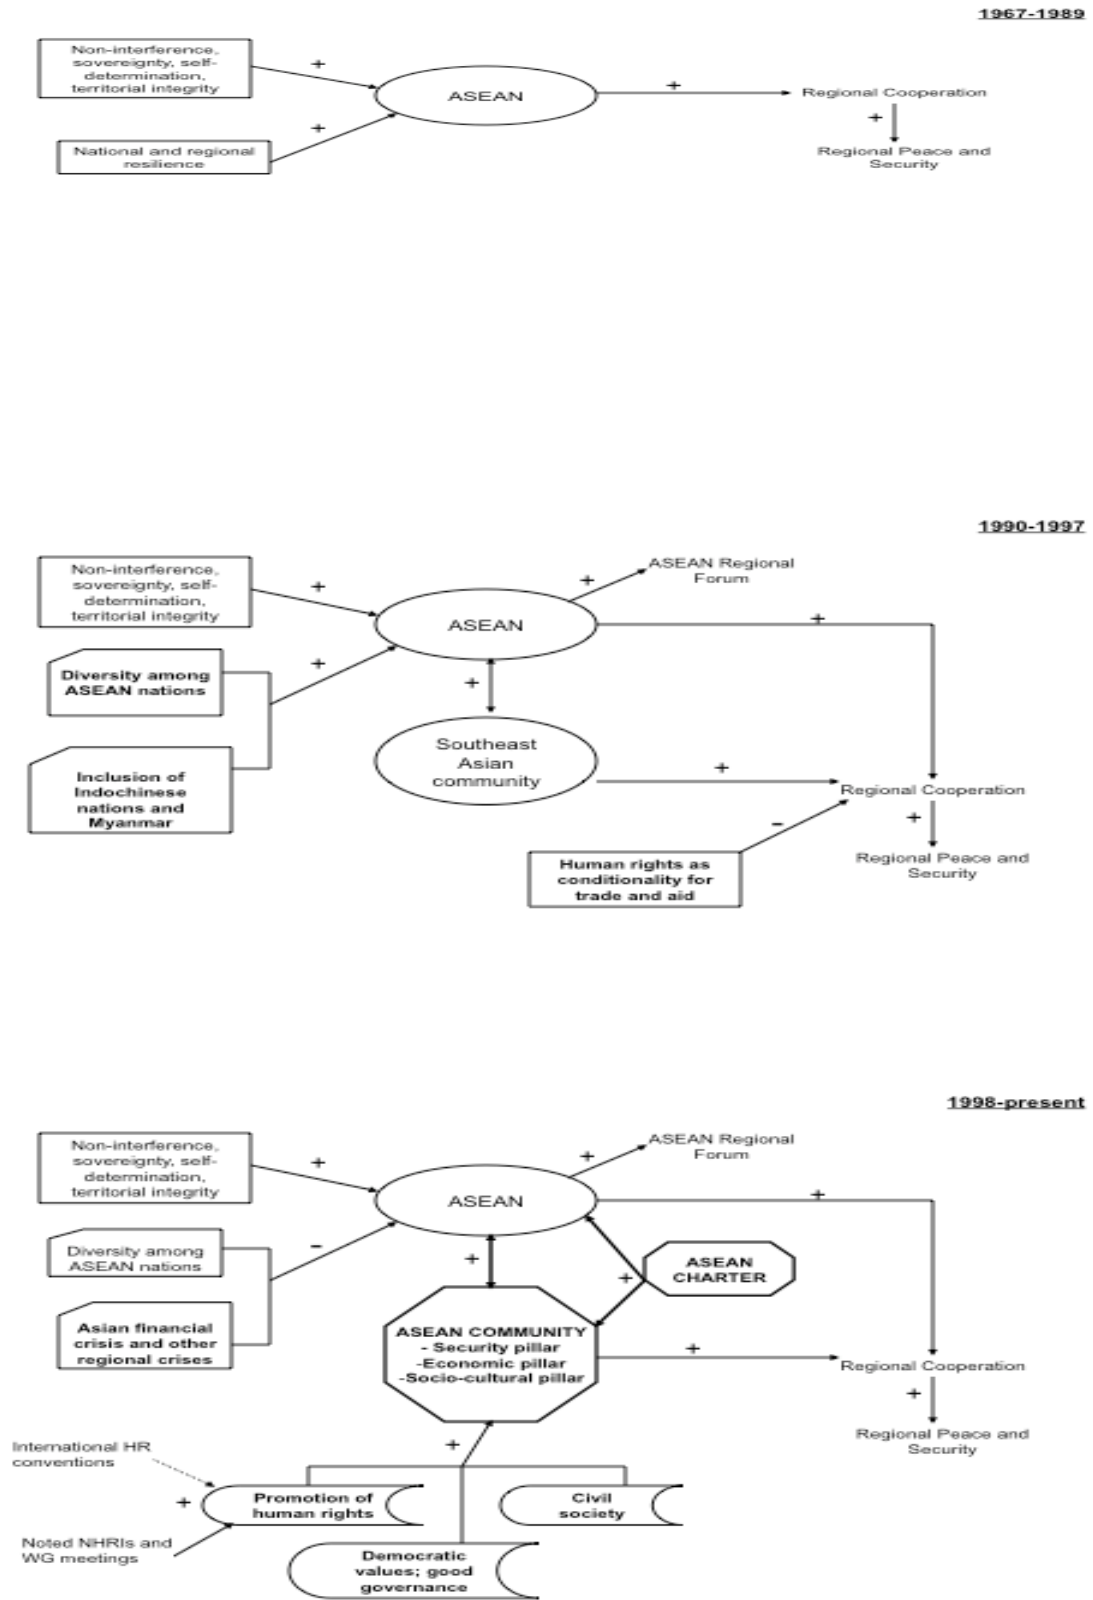 1967-1989
Non-interference,
sovereignty, self-
determination,
territorial integrity
+
ASEAN
+
Regional Cooperation
+
Regional Peace and
Security
+
National and regional
resilience
1990-1997
Non-interference,
sovereignty, self-
determination,
territorial integrity
+
ASEAN
+
ASEAN Regional
Forum
+
Diversity among
ASEAN nations
+
+
Inclusion of
Indochinese
nations and
Myanmar
Southeast
Asian
community
+
Regional Cooperation
-
+
Regional Peace and
Security
Human rights as
conditionality for
trade and aid
1998-present
Non-interference,
sovereignty, self-
determination,
territorial integrity
+
ASEAN
+
ASEAN Regional
Forum
+
Diversity among
ASEAN nations
-
+
+
ASEAN
CHARTER
Asian financial
crisis and other
regional crises
ASEAN COMMUNITY
- Security pillar
-Economic pillar
-Socio-cultural pillar
+
Regional Cooperation
+
Regional Peace and
Security
+
International HR
conventions
+
Noted NHRIs and
WG meetings
Promotion of
human rights
Civil
society
Democratic
values; good
governance